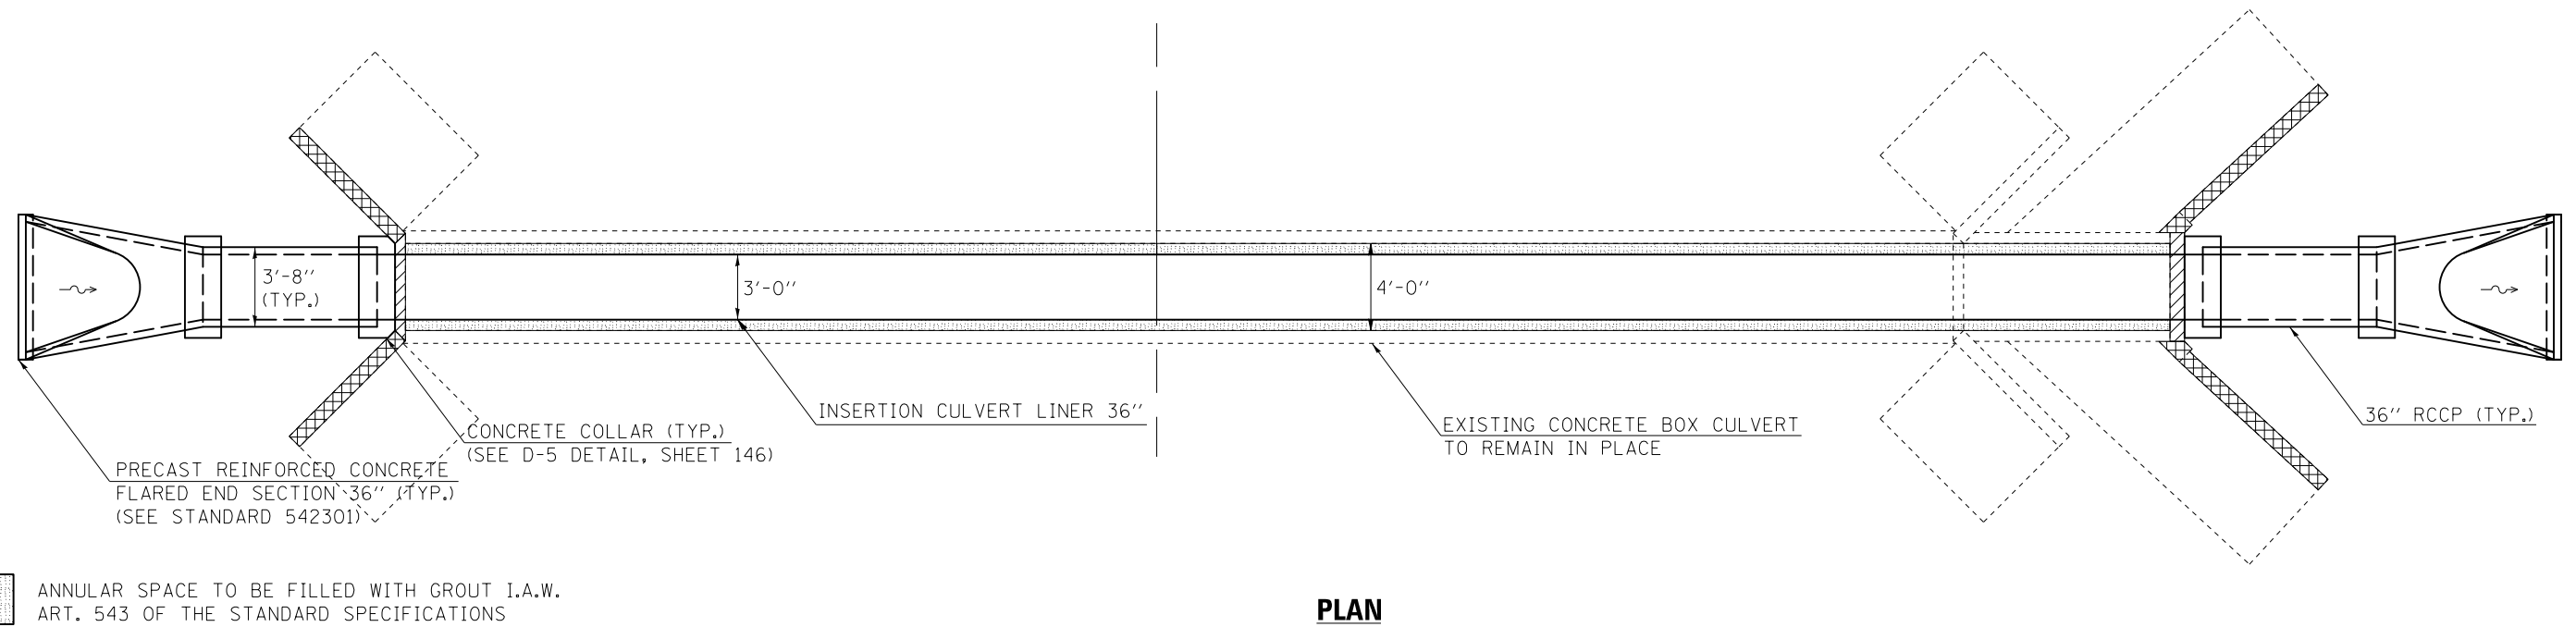 3'-8''
(TYP.)
3'-0''
4'-0''
INSERTION CULVERT LINER 36''
EXISTING CONCRETE BOX CULVERT
TO REMAIN IN PLACE
36'' RCCP (TYP.)
CONCRETE COLLAR (TYP.)
(SEE D-5 DETAIL, SHEET 146)
PRECAST REINFORCED CONCRETE
FLARED END SECTION 36'' (TYP.)
(SEE STANDARD 542301)
ANNULAR SPACE TO BE FILLED WITH GROUT I.A.W.
ART. 543 OF THE STANDARD SPECIFICATIONS
PLAN